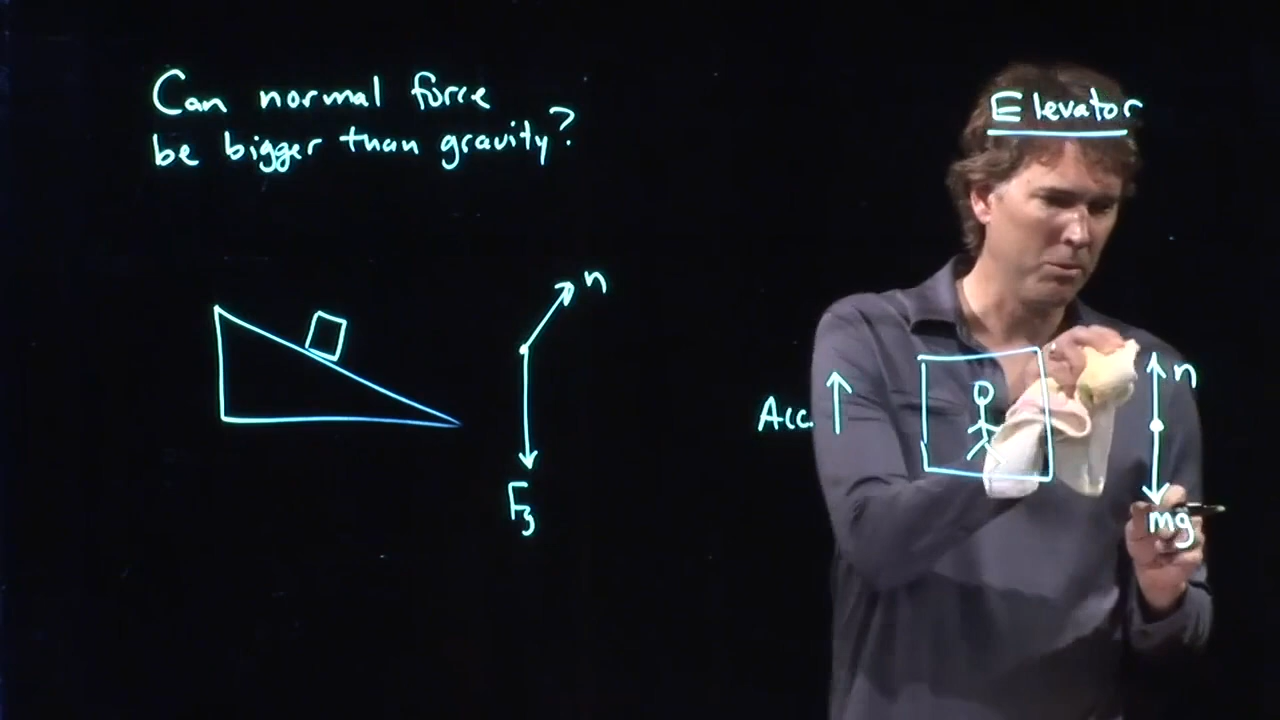 Can normal force
be bigger than gravity?
Elevator
n
Fg
Acc.
n
mg